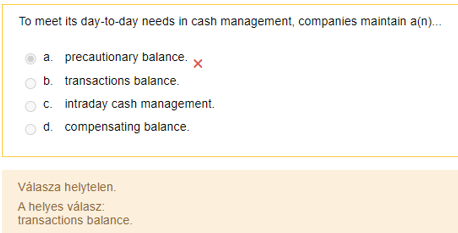 To meet its day-to-day needs in cash management, companies maintain a(n)...
a. precautionary balance.
b. transactions balance.
c. intraday cash management.
d. compensating balance.
Válasza helytelen.
A helyes válasz:
transactions balance.